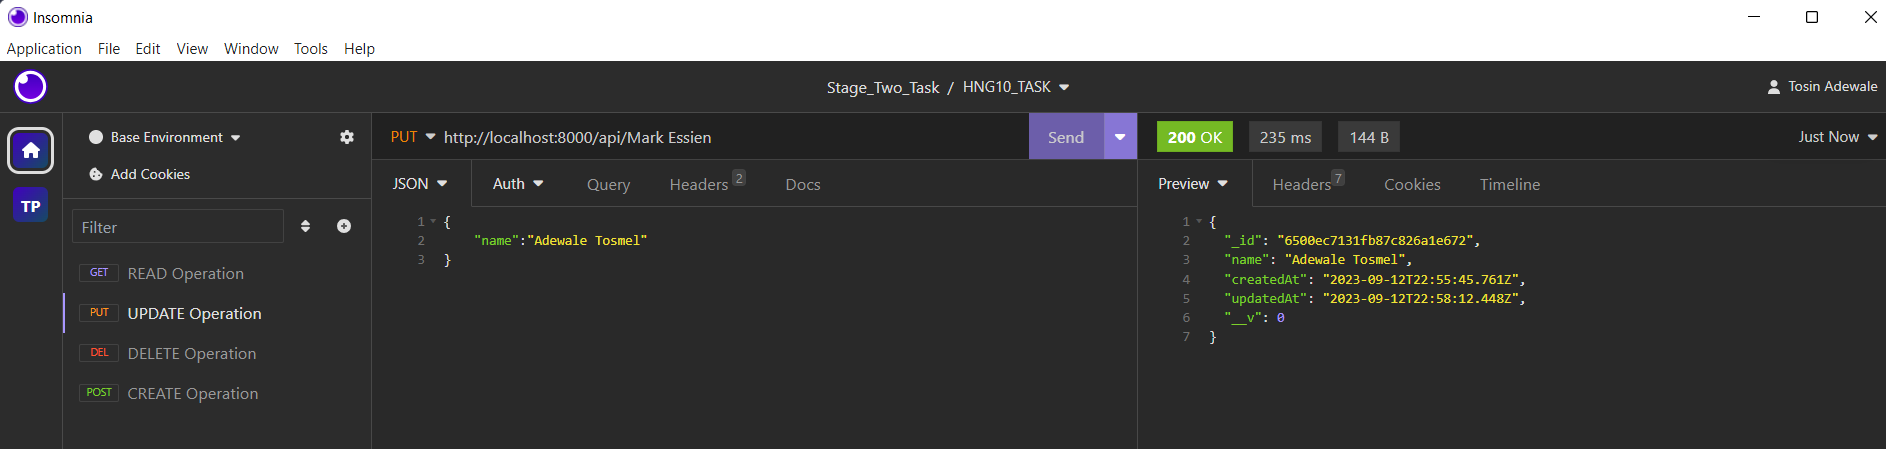 Insomnia
Application File Edit View Window Tools Help
Stage_Two_Task / HNG10_TASK
Tosin Adewale
TP
Base Environment
Add Cookies
Filter
GET READ Operation
PUT UPDATE Operation
DEL DELETE Operation
POST CREATE Operation
PUT http://localhost:8000/api/Mark Essien Send
JSON Auth Query Headers 2 Docs
1 {
2 "name":"Adewale Tosmel"
3 }
200 OK 235 ms 144 B Just Now
Preview Headers 7 Cookies Timeline
1 {
2 "_id": "6500ec7131fb87c826a1e672",
3 "name": "Adewale Tosmel",
4 "createdAt": "2023-09-12T22:55:45.761Z",
5 "updatedAt": "2023-09-12T22:58:12.448Z",
6 "__v": 0
7 }